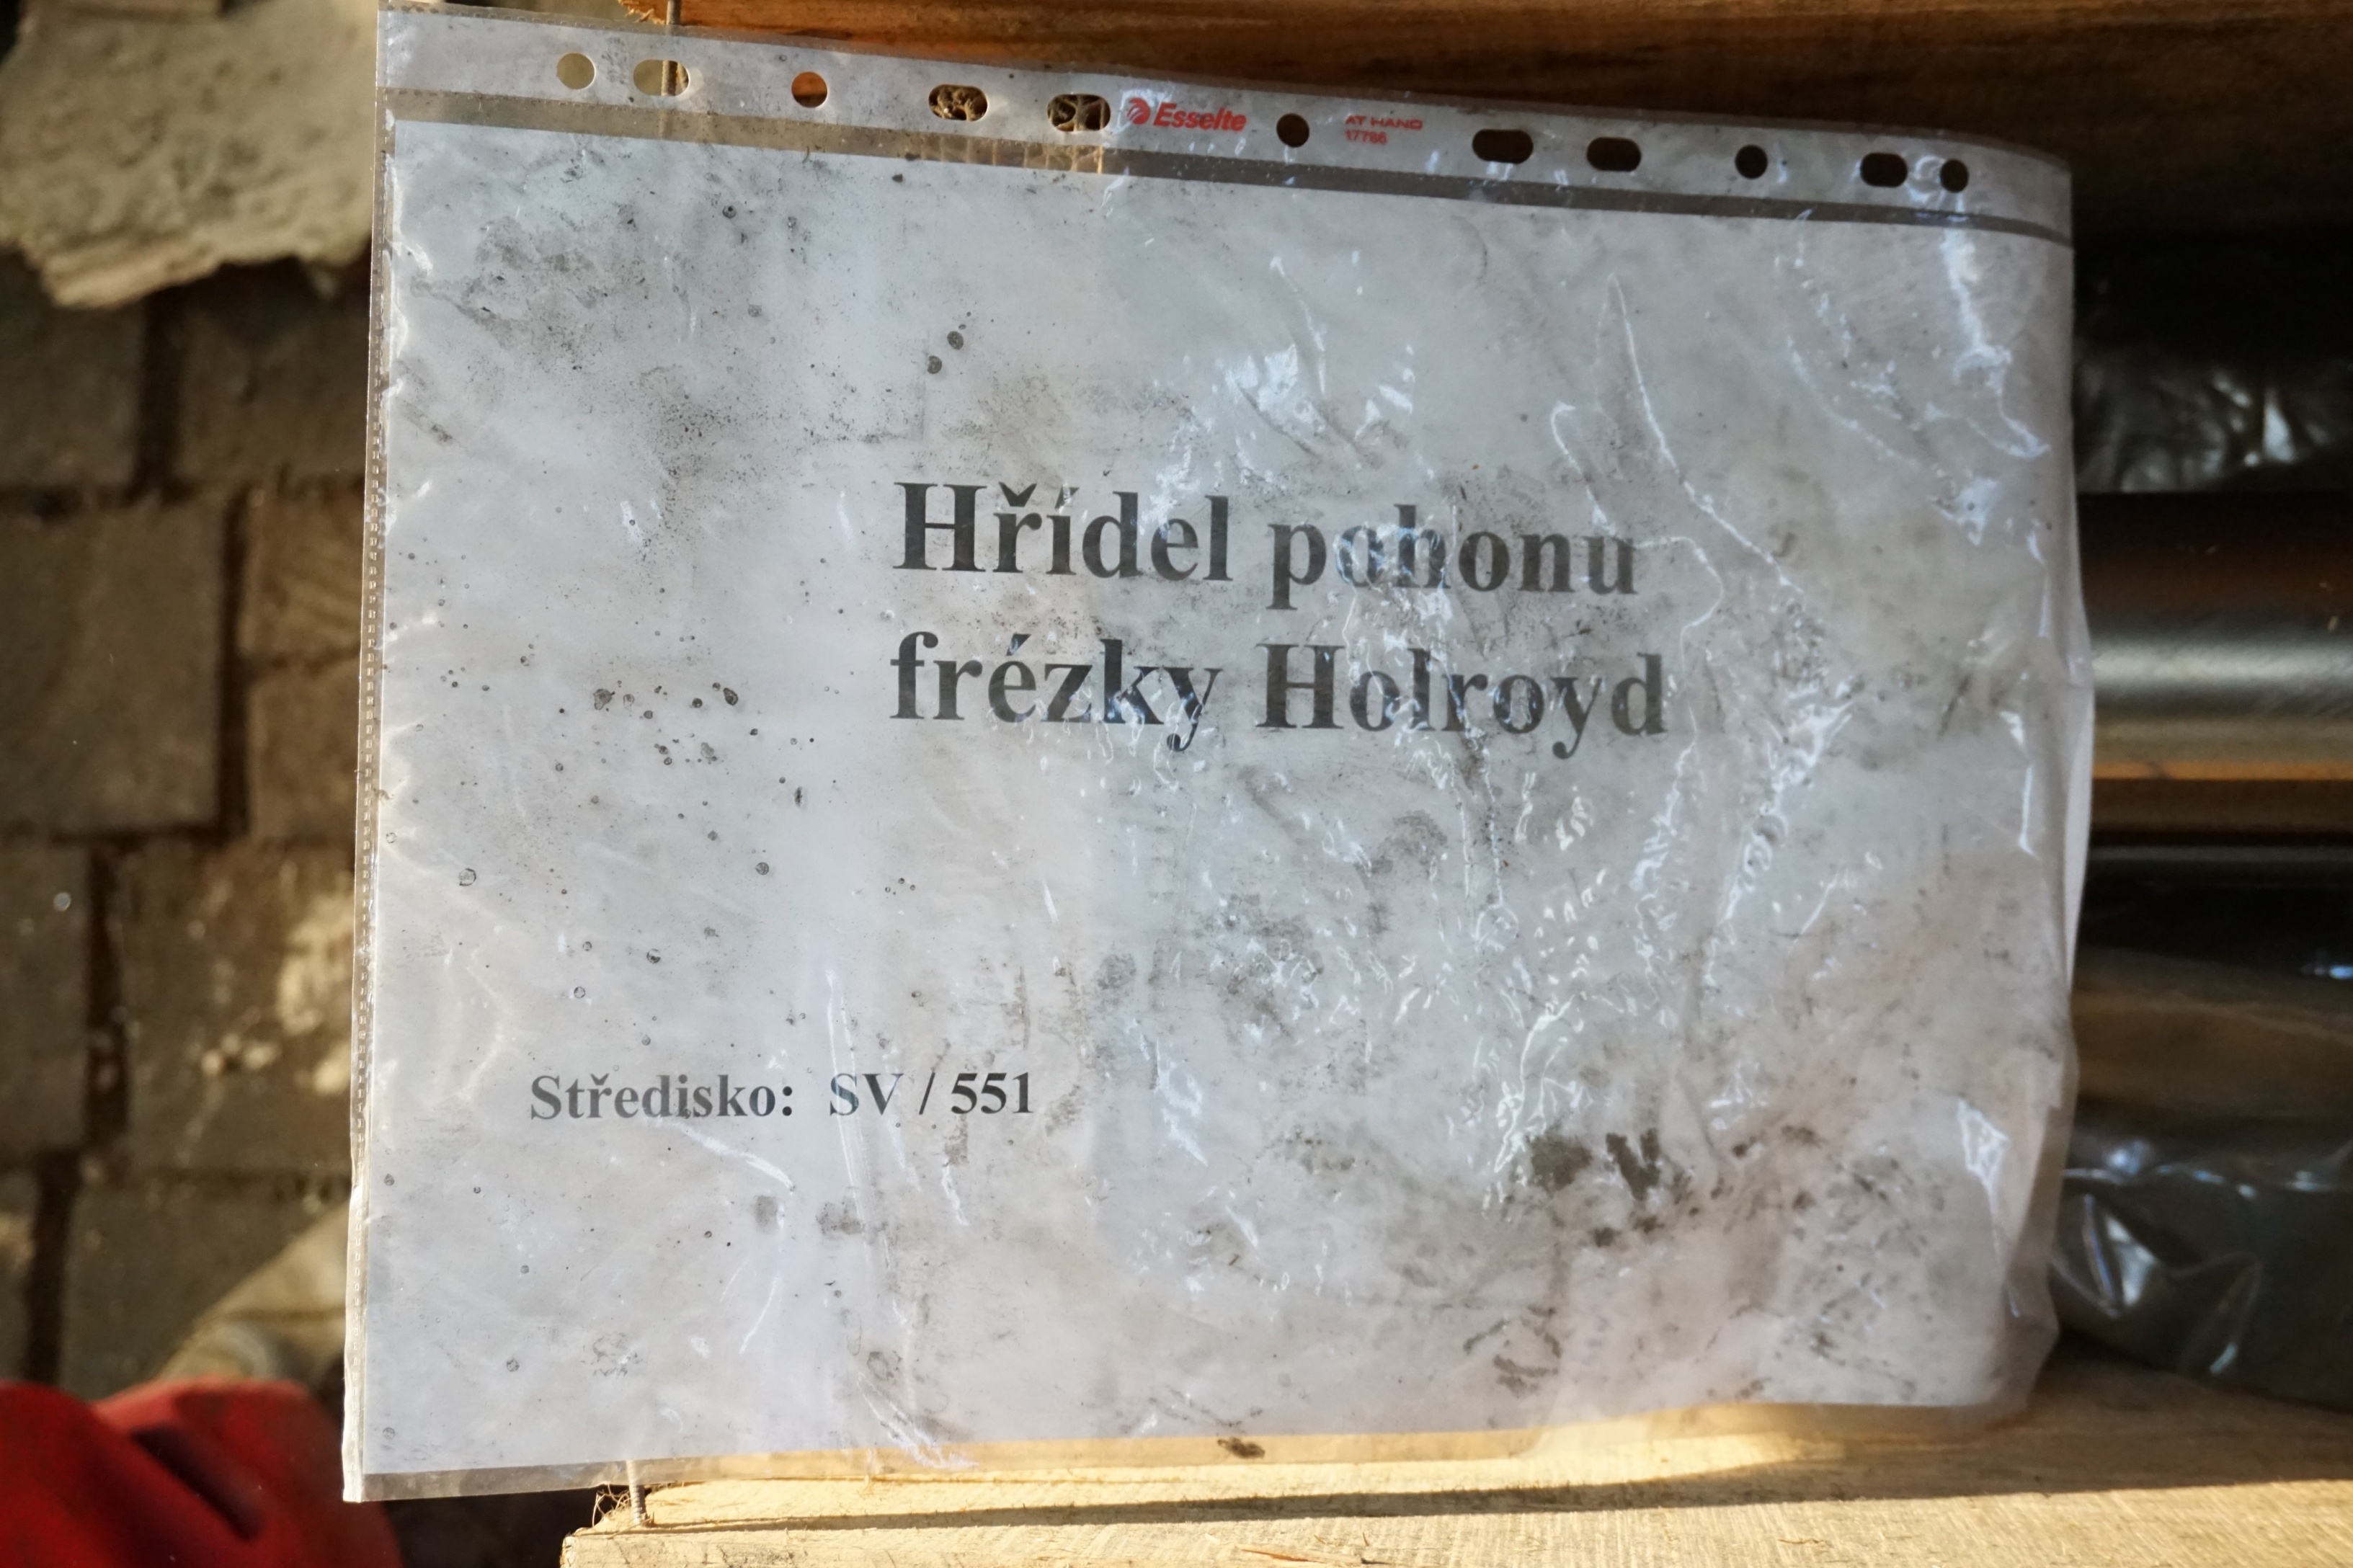 Esselte
AT HAND
17786
Hřídel pohonu
frézky Holroyd
Středisko: SV / 551